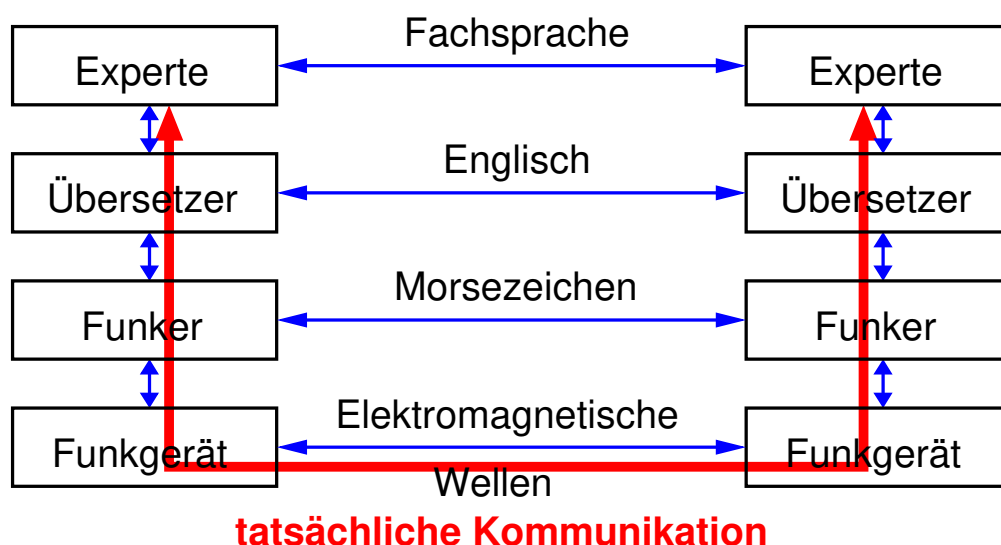 Fachsprache
Experte Experte
Englisch
Übersetzer Übersetzer
Morsezeichen
Funker Funker
Elektromagnetische
Funkgerät Funkgerät
Wellen
tatsächliche Kommunikation